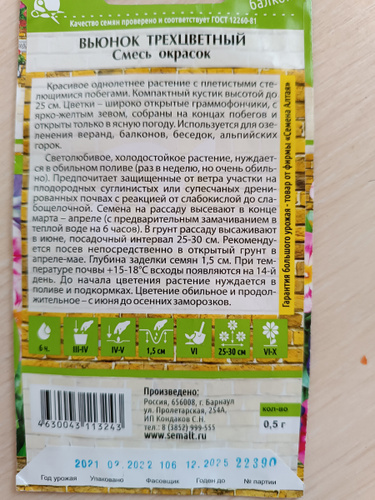 балко
Качество семян проверено и соответствует ГОСТ 12260-81
ВЬЮНОК ТРЕХЦВЕТНЫЙ
Смесь окрасок
Красивое однолетнее растение с плетистыми сте-
лющимися побегами. Компактный кустик высотой до
25 см. Цветки – широко открытые граммофончики, с
ярко-желтым зевом, собраны на концах побегов и
открыты только в ясную погоду. Используется для озе-
ленения веранд, балконов, беседок, альпийских
горок.
Светолюбивое, холодостойкое растение, нуждает-
ся в обильном поливе (раз в неделю, но очень обиль-
но). Предпочитает защищенные от ветра участки на
плодородных суглинистых или супесчаных дрени-
рованных почвах с реакцией от слабокислой до сла-
бощелочной. Семена на рассаду высевают в конце
марта – апреле (с предварительным замачиванием в
теплой воде на 6 часов). В грунт рассаду высаживают
в июне, посадочный интервал 25-30 см. Рекоменду-
ется посев непосредственно в открытый грунт в
апреле-мае. Глубина заделки семян 1,5 см. При тем-
пературе почвы +15-18°С всходы появляются на 14-й
день. До начала цветения растение нуждается в
поливе и подкормках. Цветение обильное и продол-
жительное – с июня до осенних заморозков.
Гарантия большого урожая - товар от фирмы «Семена Алтая»
6 ч.
III-IV
IV-V
1,5 см
VI
25-30 см
VI-X
4630043113243
Произведено:
Россия, 656008, г. Барнаул
ул. Пролетарская, 254А.
ИП Кондаков С.Н.
тел.: 8 (3852) 999-555
www.semalt.ru
КОЛ-ВО
0,5 г
2021 09.2022 106 12.2025 22390
Год урожая
Упаковано
Фасовщик
Годен до
№ партии